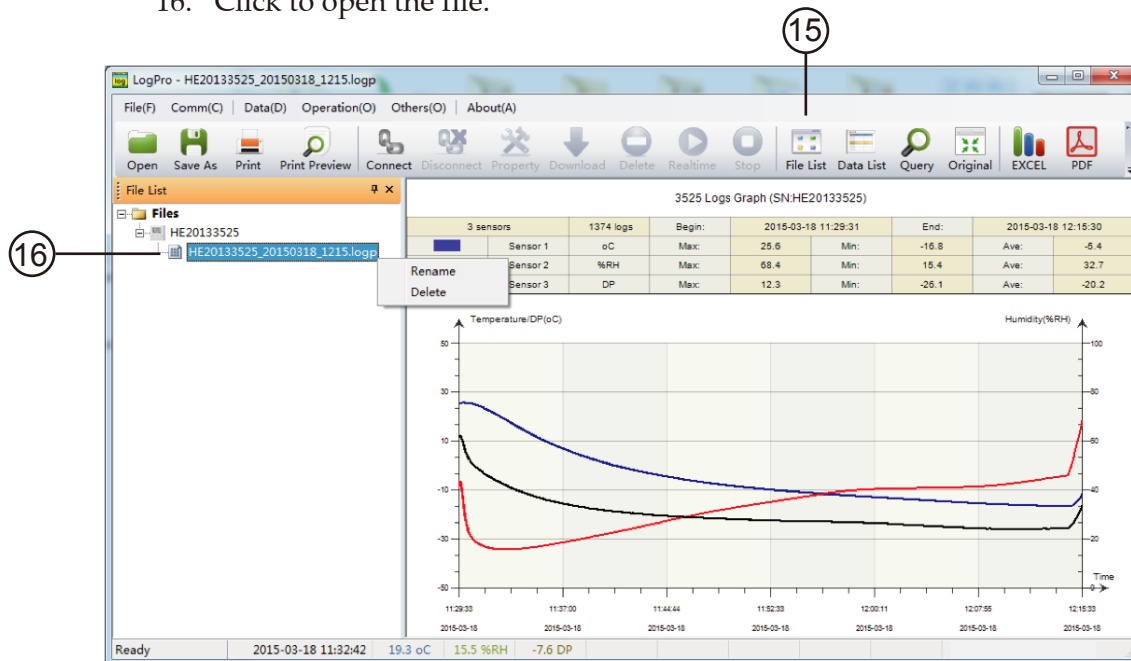 16. Click to open the file.
15
LogPro - HE20133525_20150318_1215.logp
File(F) Comm(C) Data(D) Operation(O) Others(O) About(A)
Open Save As Print Print Preview Connect Disconnect Property Download Delete Realtime Stop File List Data List Query Original EXCEL PDF
File List
Files
HE20133525
16
HE20133525_20150318_1215.logp
Rename
Delete
3525 Logs Graph (SN:HE20133525)
3 sensors 1374 logs Begin: 2015-03-18 11:29:31 End: 2015-03-18 12:15:30
Sensor 1 oC Max: 25.6 Min: -16.8 Ave: -5.4
Sensor 2 %RH Max: 68.4 Min: 15.4 Ave: 32.7
Sensor 3 DP Max: 12.3 Min: -26.1 Ave: -20.2
Temperature/DP(oC) Humidity(%RH)
50 100
30 80
10 60
-10 40
-30 20
-50 0
Time
11:29:33 11:37:00 11:44:44 11:52:33 12:00:11 12:07:55 12:15:33
2015-03-18 2015-03-18 2015-03-18 2015-03-18 2015-03-18 2015-03-18 2015-03-18
Ready 2015-03-18 11:32:42 19.3 oC 15.5 %RH -7.6 DP